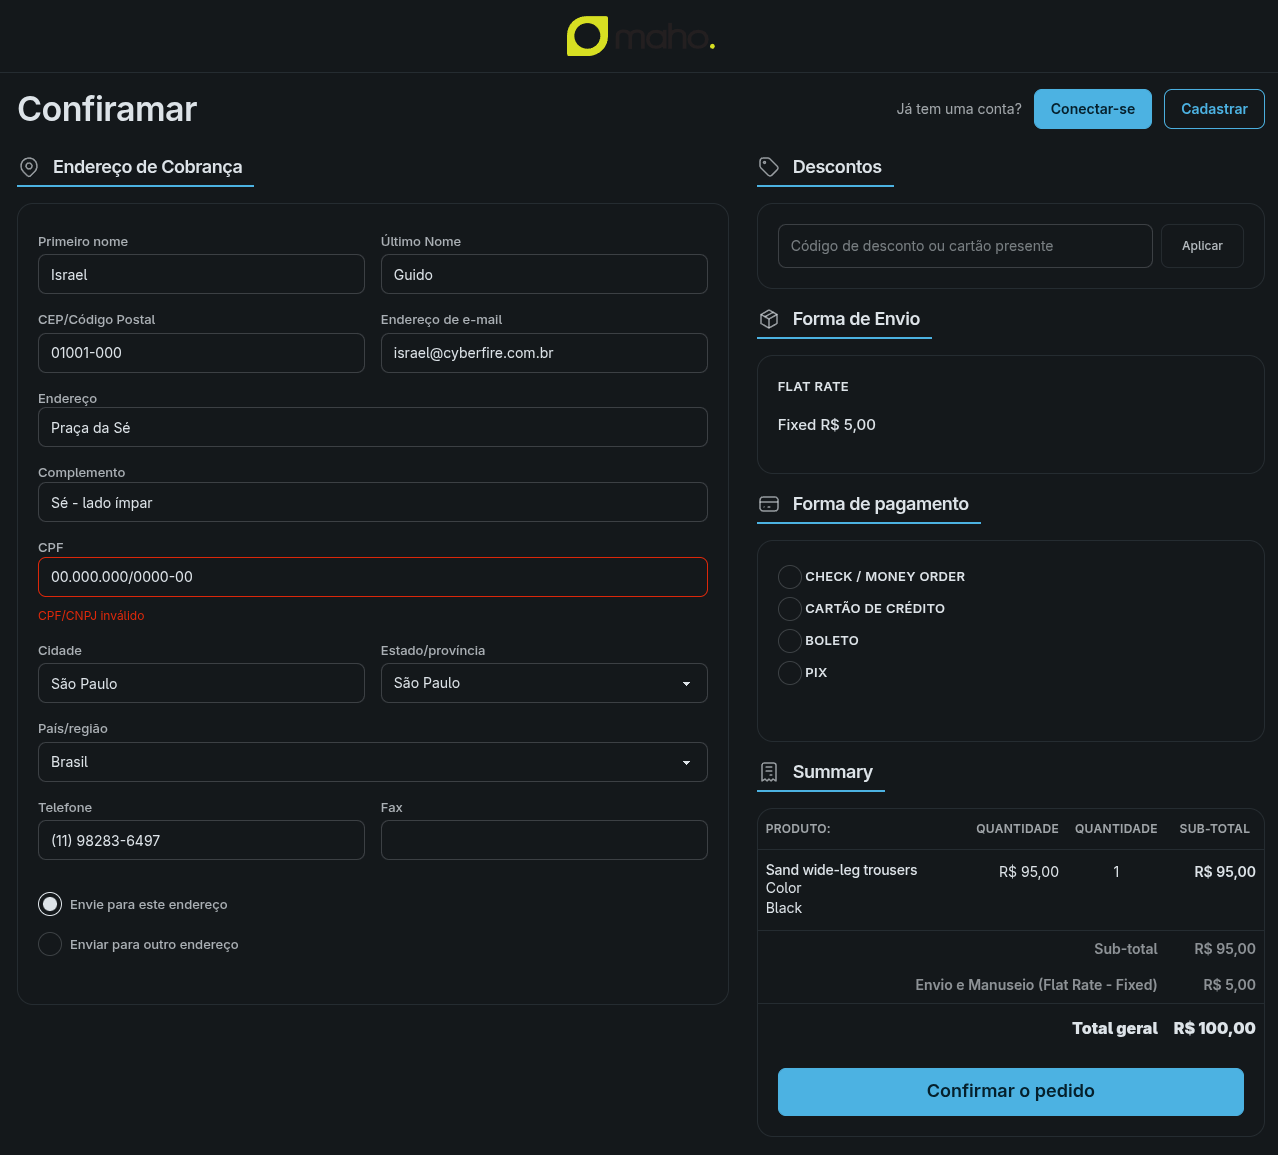 maho.
Confiramar
Já tem uma conta?
Conectar-se
Cadastrar
Endereço de Cobrança
Primeiro nome
Último Nome
Israel
Guido
CEP/Código Postal
Endereço de e-mail
01001-000
israel@cyberfire.com.br
Endereço
Praça da Sé
Complemento
Sé - lado ímpar
CPF
00.000.000/0000-00
CPF/CNPJ inválido
Cidade
Estado/província
São Paulo
São Paulo
País/região
Brasil
Telefone
Fax
(11) 98283-6497
Envie para este endereço
Enviar para outro endereço
Descontos
Código de desconto ou cartão presente
Aplicar
Forma de Envio
FLAT RATE
Fixed R$ 5,00
Forma de pagamento
CHECK / MONEY ORDER
CARTÃO DE CRÉDITO
BOLETO
PIX
Summary
PRODUTO: QUANTIDADE QUANTIDADE SUB-TOTAL
Sand wide-leg trousers R$ 95,00 1 R$ 95,00
Color
Black
Sub-total R$ 95,00
Envio e Manuseio (Flat Rate - Fixed) R$ 5,00
Total geral R$ 100,00
Confirmar o pedido